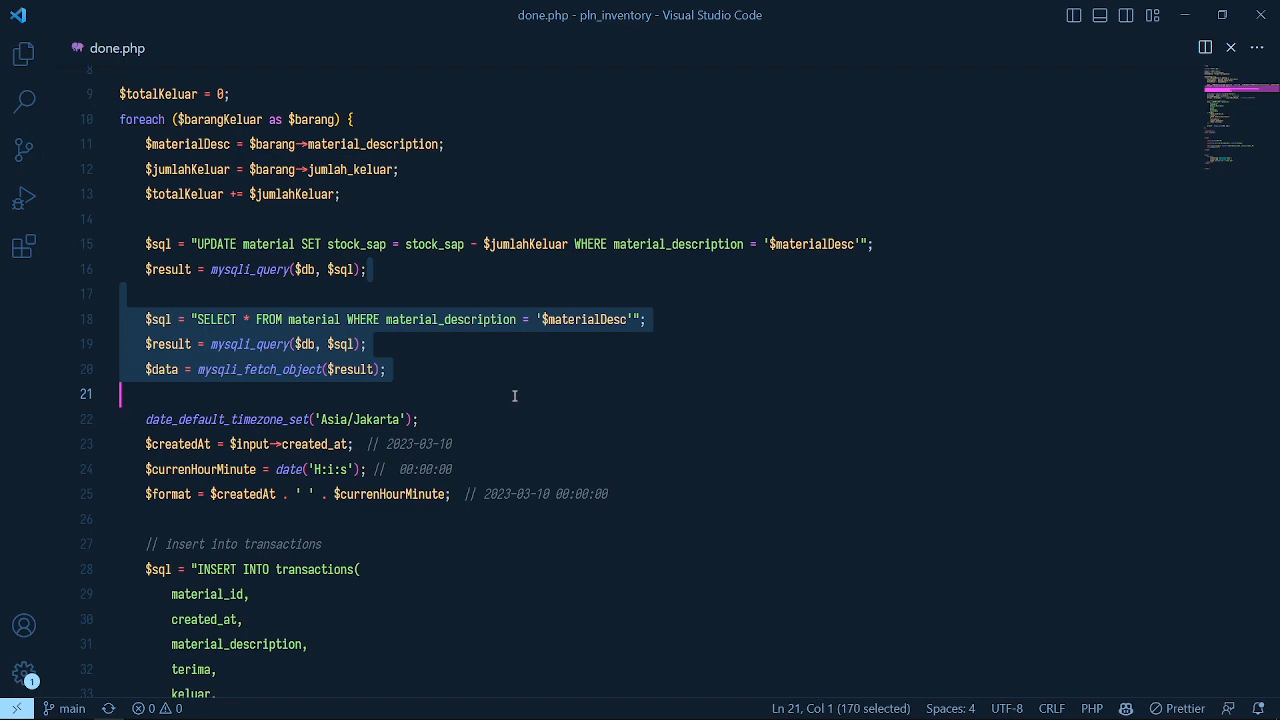 done.php - pln_inventory - Visual Studio Code
done.php
8
9 $totalKeluar = 0;
10 foreach ($barangKeluar as $barang) {
11 $materialDesc = $barang->material_description;
12 $jumlahKeluar = $barang->jumlah_keluar;
13 $totalKeluar += $jumlahKeluar;
14
15 $sql = "UPDATE material SET stock_sap = stock_sap - $jumlahKeluar WHERE material_description = '$materialDesc'";
16 $result = mysqli_query($db, $sql);
17
18 $sql = "SELECT * FROM material WHERE material_description = '$materialDesc'";
19 $result = mysqli_query($db, $sql);
20 $data = mysqli_fetch_object($result);
21
22 date_default_timezone_set('Asia/Jakarta');
23 $createdAt = $input->created_at; // 2023-03-10
24 $currenHourMinute = date('H:i:s'); // 00:00:00
25 $format = $createdAt . ' ' . $currenHourMinute; // 2023-03-10 00:00:00
26
27 // insert into transactions
28 $sql = "INSERT INTO transactions(
29 material_id,
30 created_at,
31 material_description,
32 terima,
33 keluar,
1
main 0 0 Ln 21, Col 1 (170 selected) Spaces: 4 UTF-8 CRLF PHP Prettier